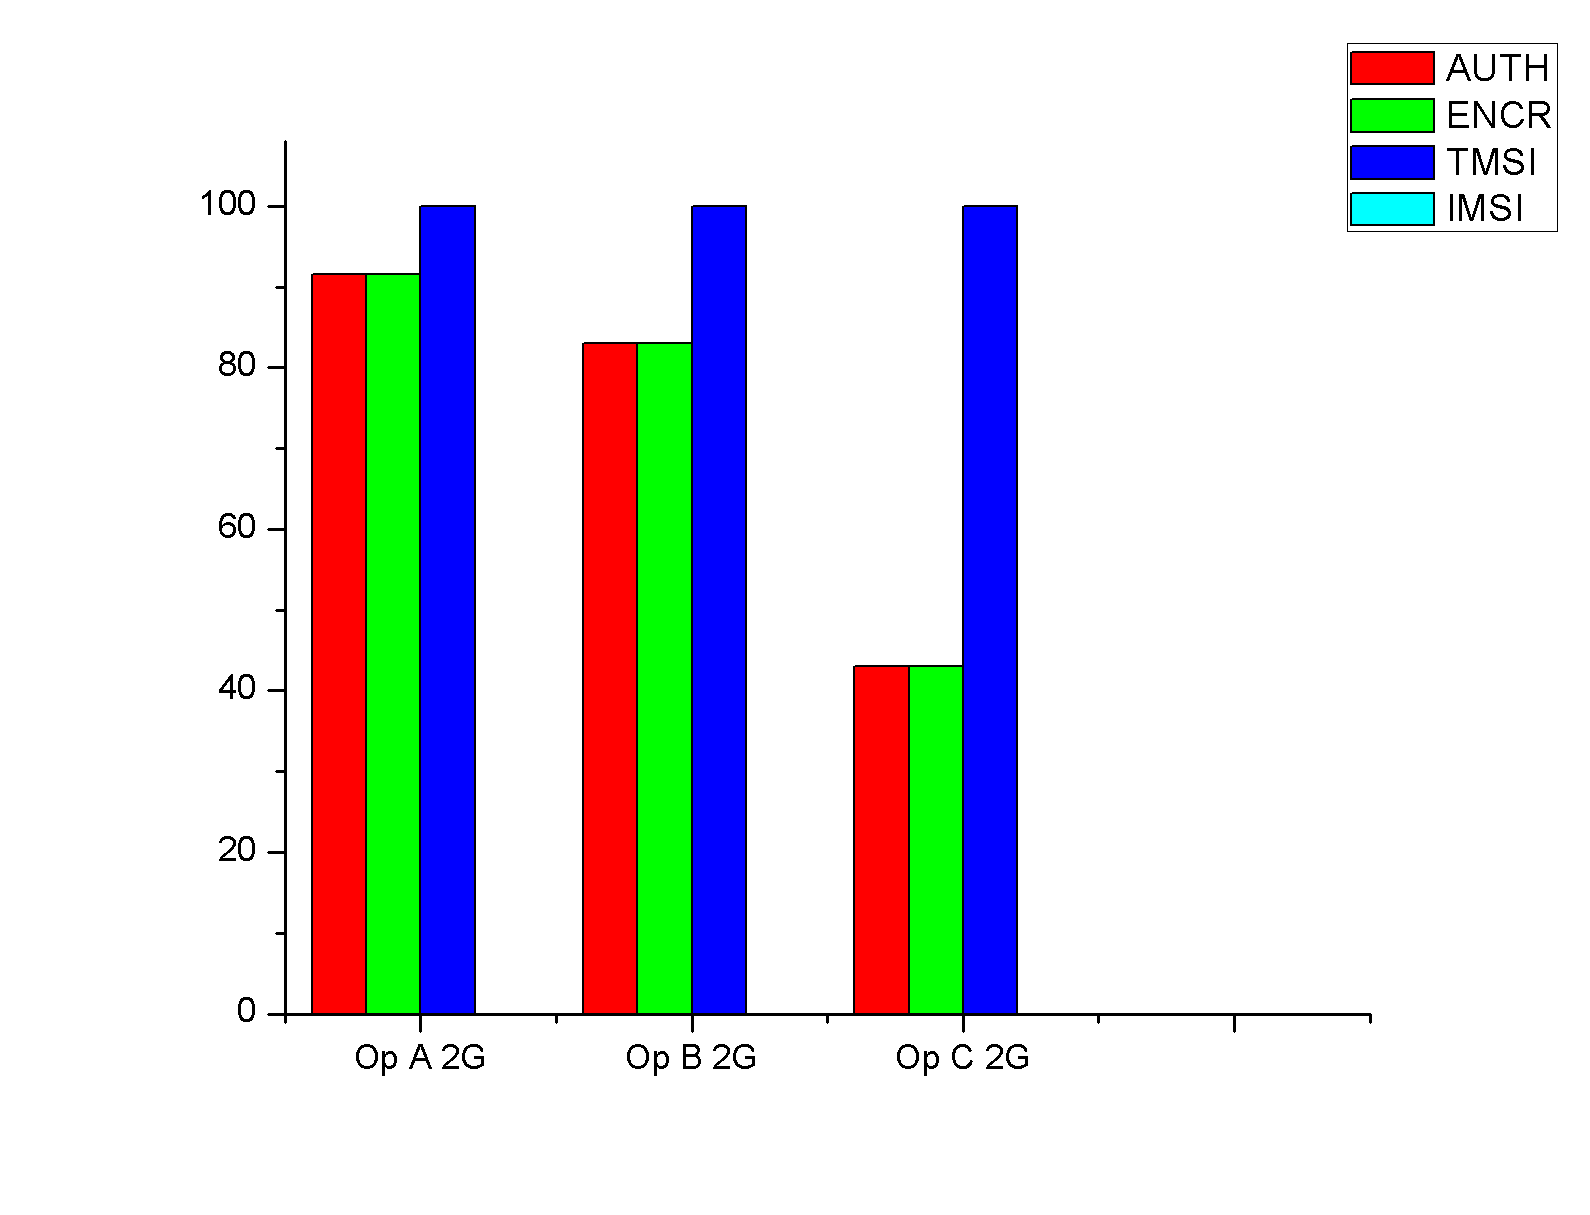 AUTH
ENCR
TMSI
IMSI
100
80
60
40
20
0
Op A 2G Op B 2G Op C 2G